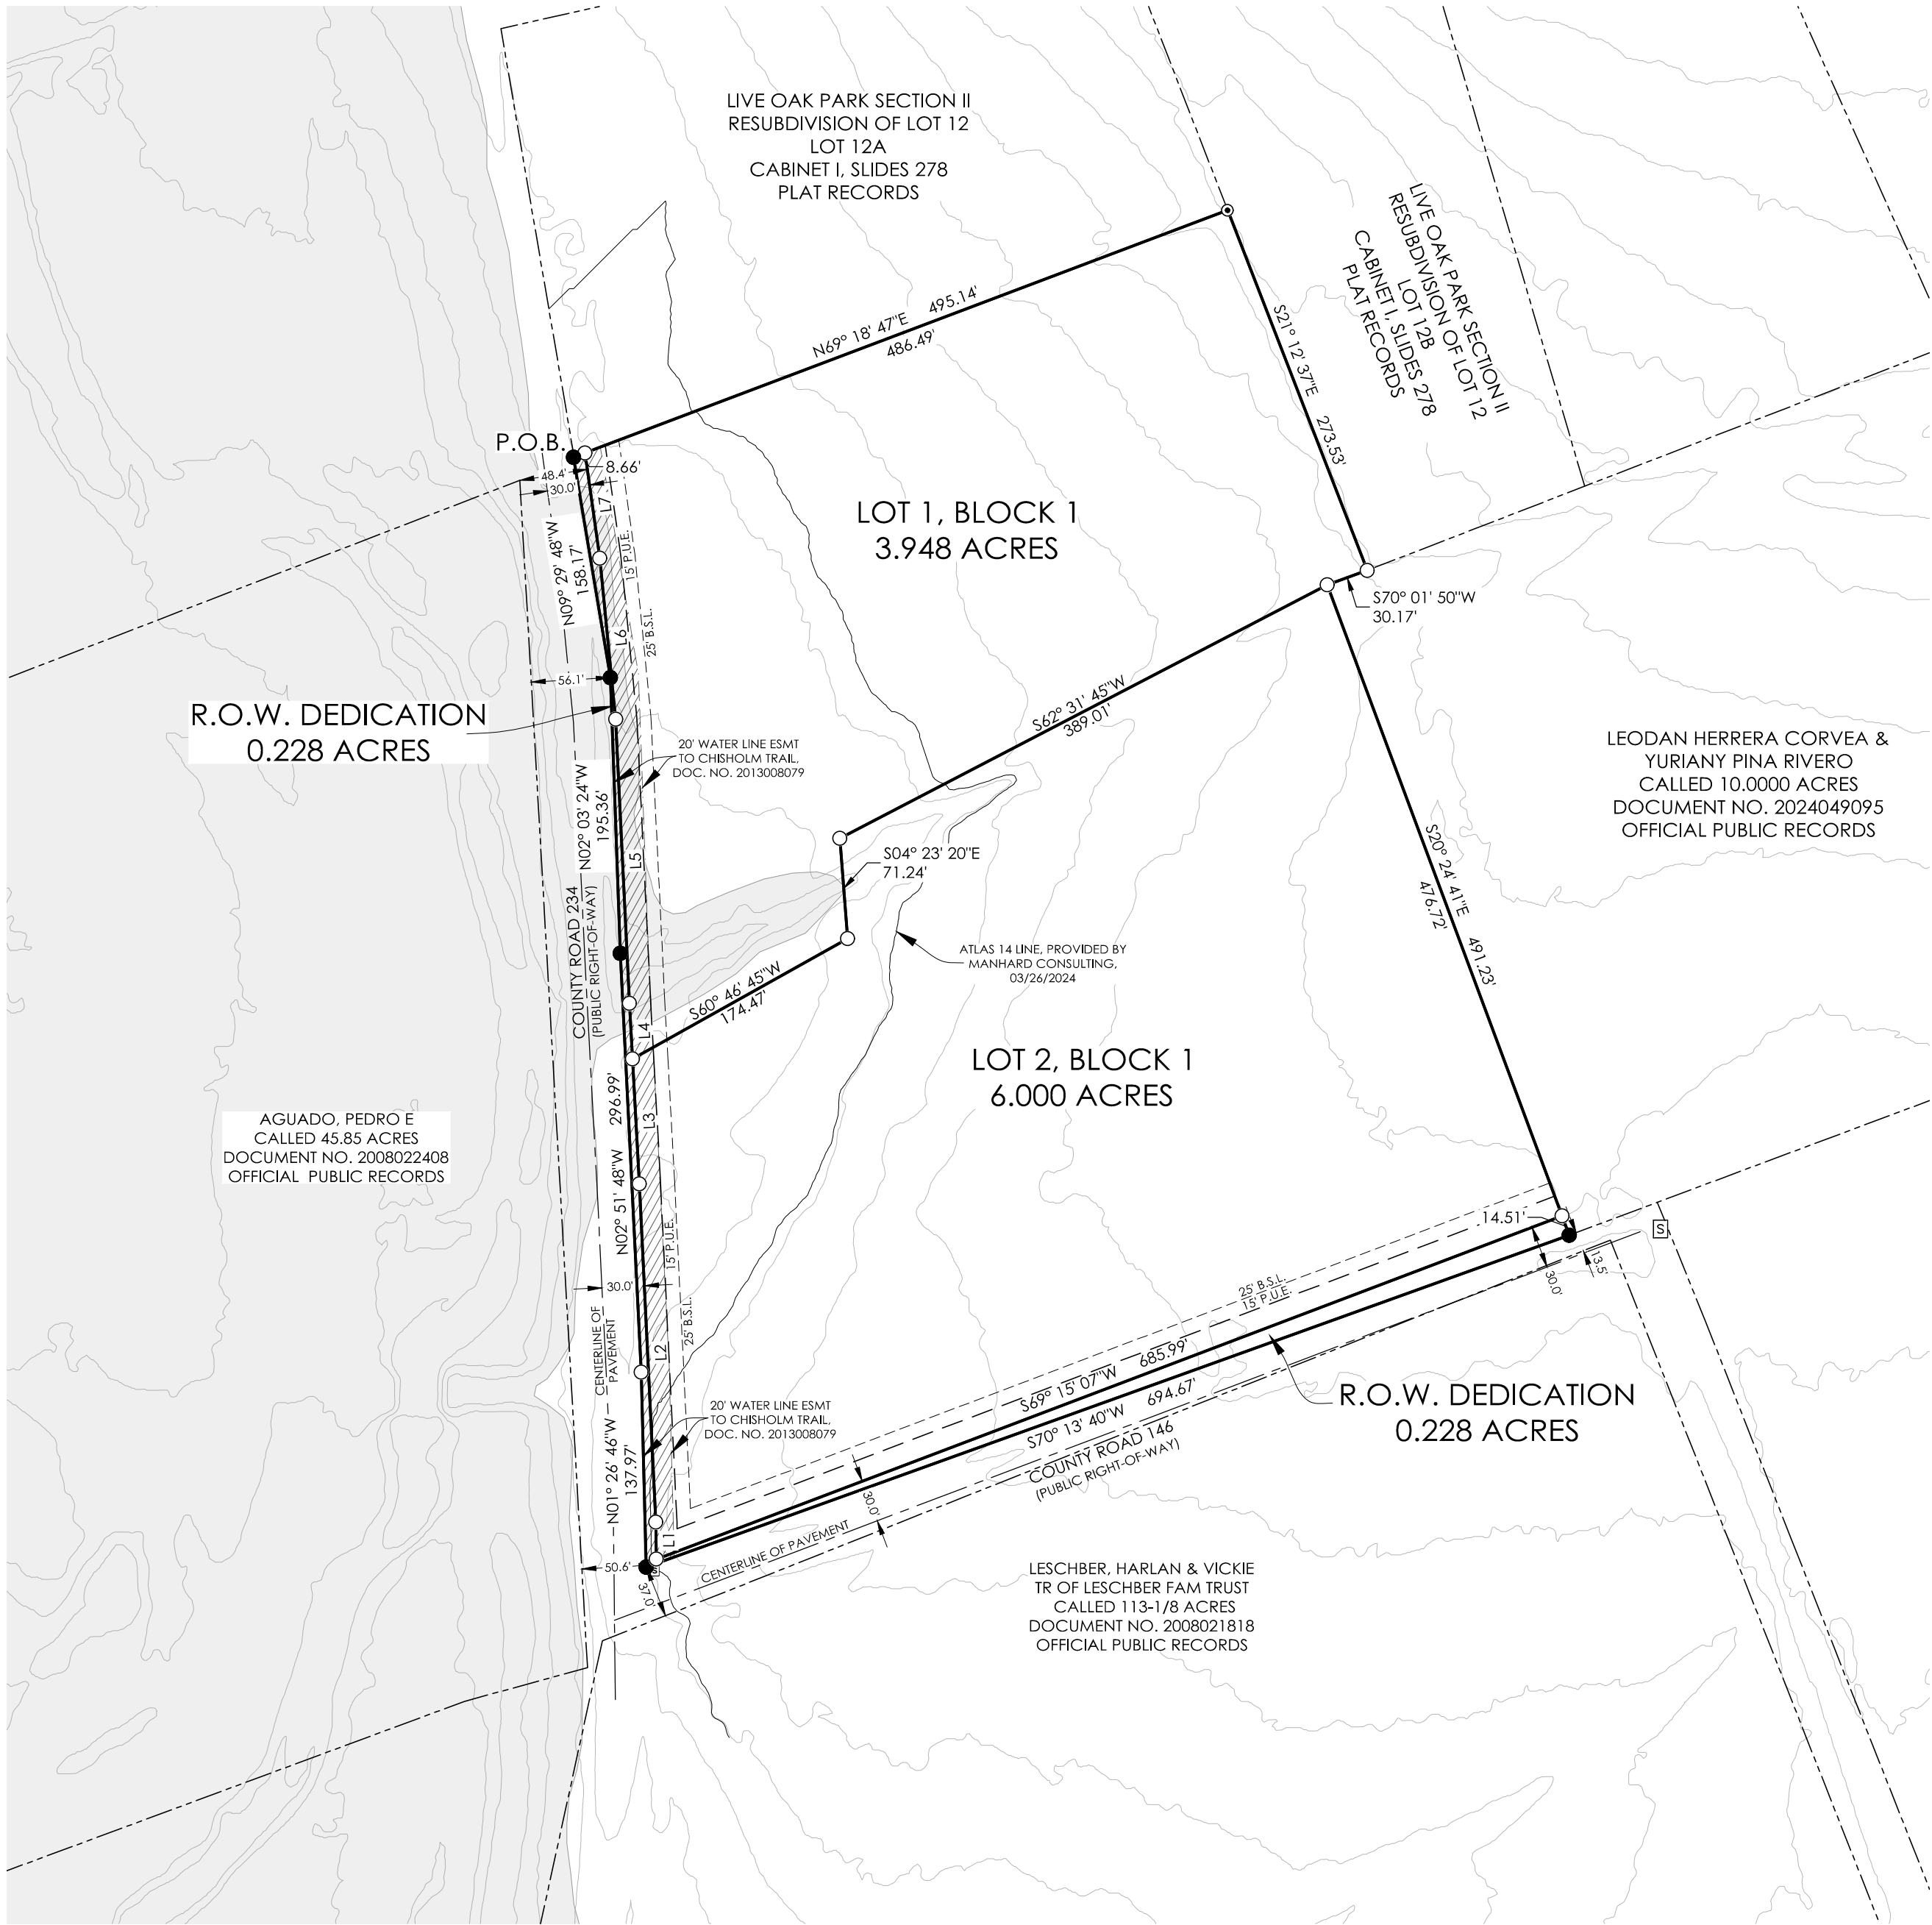 LIVE OAK PARK SECTION II
RESUBDIVISION OF LOT 12
LOT 12A
CABINET I, SLIDES 278
PLAT RECORDS
LIVE OAK PARK SECTION II
RESUBDIVISION OF LOT 12
LOT 12B
CABINET I, SLIDES 278
PLAT RECORDS
N69° 18' 47"E 495.14'
486.49'
S21° 12' 37"E 273.53'
P.O.B.
48.4'
8.66'
30.0'
L7
15' P.U.E.
LOT 1, BLOCK 1
3.948 ACRES
N09° 29' 48"W
158.17'
L6
25' B.S.L.
S70° 01' 50"W
30.17'
56.1'
R.O.W. DEDICATION
0.228 ACRES
S62° 31' 45"W
389.01'
20' WATER LINE ESMT
TO CHISHOLM TRAIL,
DOC. NO. 2013008079
LEODAN HERRERA CORVEA &
YURIANY PINA RIVERO
CALLED 10.0000 ACRES
DOCUMENT NO. 2024049095
OFFICIAL PUBLIC RECORDS
N02° 03' 24"W
195.36'
L5
S04° 23' 20"E
71.24'
S20° 24' 41"E 491.23'
476.72'
COUNTY ROAD 234
(PUBLIC RIGHT-OF-WAY)
ATLAS 14 LINE, PROVIDED BY
MANHARD CONSULTING,
03/26/2024
S60° 46' 45"W
174.47'
L4
LOT 2, BLOCK 1
6.000 ACRES
N02° 51' 48"W 296.99'
L3
AGUADO, PEDRO E
CALLED 45.85 ACRES
DOCUMENT NO. 2008022408
OFFICIAL PUBLIC RECORDS
15' P.U.E.
14.51'
S
13.5'
30.0'
30.0'
25' B.S.L.
25' B.S.L.
15' P.U.E.
CENTERLINE OF
PAVEMENT
L2
S69° 15' 07"W 685.99'
S70° 13' 40"W 694.67'
COUNTY ROAD 146
(PUBLIC RIGHT-OF-WAY)
R.O.W. DEDICATION
0.228 ACRES
20' WATER LINE ESMT
TO CHISHOLM TRAIL,
DOC. NO. 2013008079
N01° 26' 46"W
137.97'
30.0'
L1
CENTERLINE OF PAVEMENT
50.6'
S
37.0'
LESCHBER, HARLAN & VICKIE
TR OF LESCHBER FAM TRUST
CALLED 113-1/8 ACRES
DOCUMENT NO. 2008021818
OFFICIAL PUBLIC RECORDS